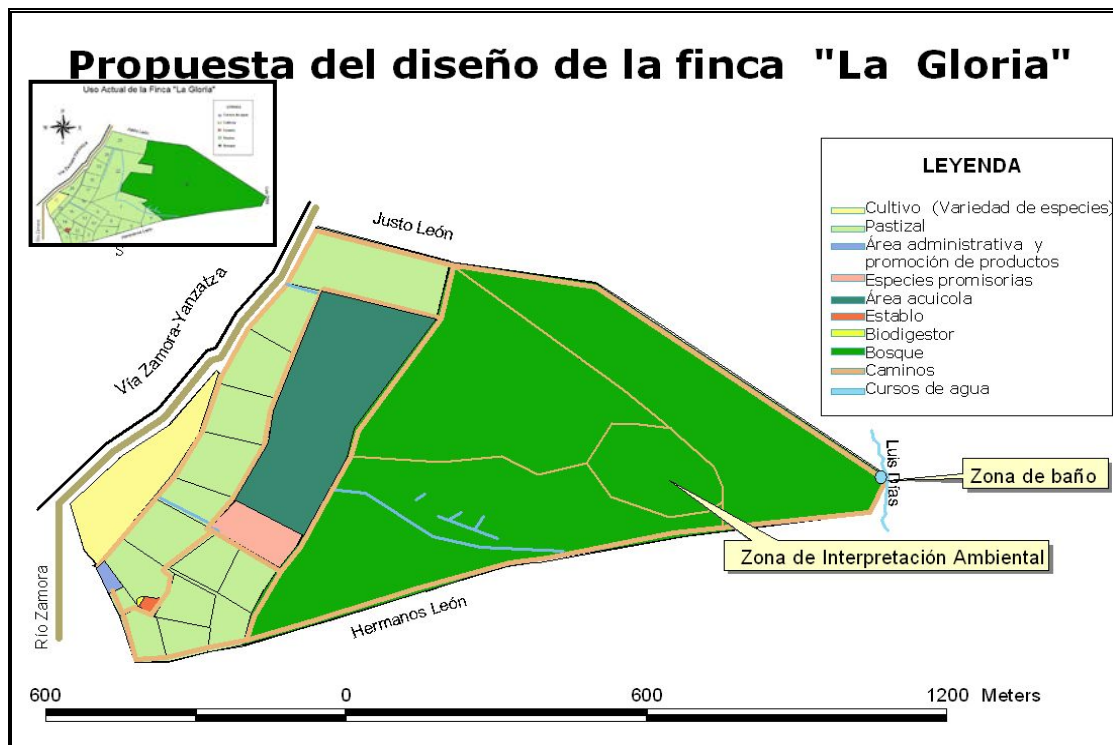 Propuesta del diseño de la finca "La Gloria"
Uso Actual de la Finca "La Gloria"
S
Justo León
Vía Zamora-Yanzatza
LEYENDA
Cultivo (Variedad de especies)
Pastizal
Área administrativa y
promoción de productos
Especies promisorias
Área acuicola
Establo
Biodigestor
Bosque
Caminos
Cursos de agua
Luis Días
Zona de baño
Zona de Interpretación Ambiental
Río Zamora
Hermanos León
600 0 600 1200 Meters